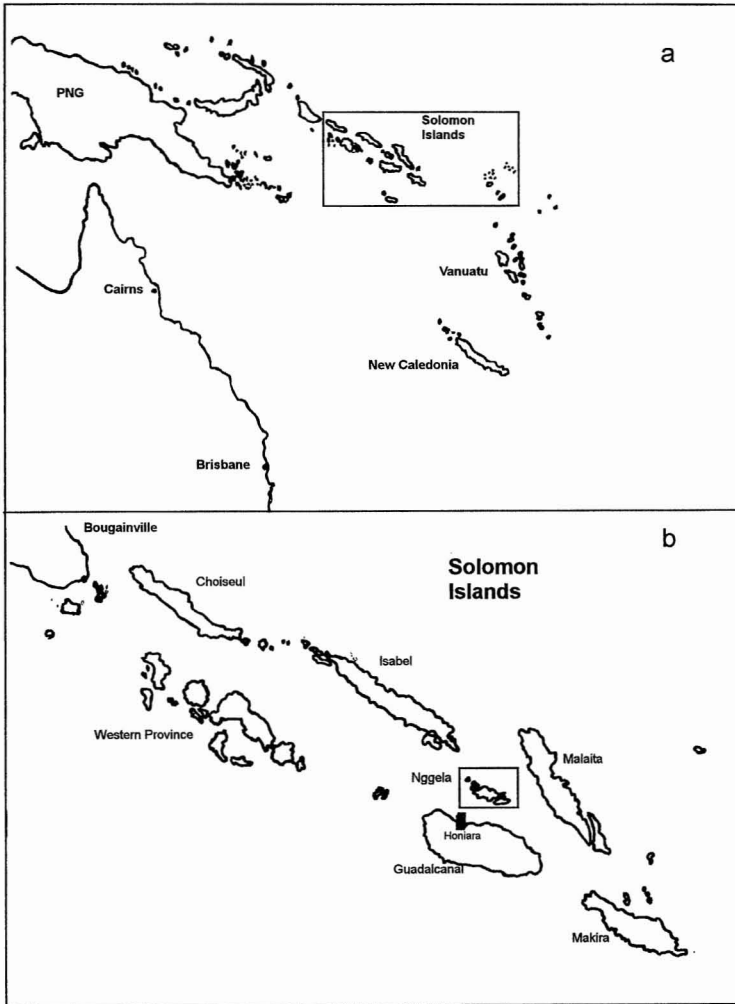 a
PNG
Solomon
Islands
Vanuatu
Cairns
New Caledonia
Brisbane
b
Bougainville
Solomon
Islands
Choiseul
Isabel
Western Province
Malaita
Nggela
Honiara
Guadalcanal
Makira